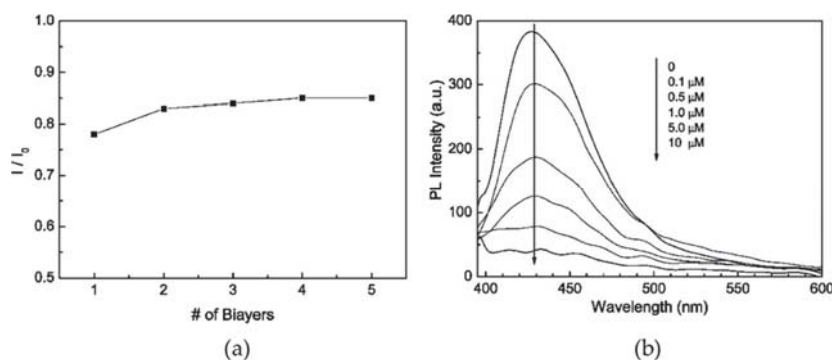 1.0
0.9
0.8
0.7
0.6
0.5
I / I0
1 2 3 4 5
# of Biayers
(a)
400
300
200
100
0
PL Intensity (a.u.)
0
0.1 μM
0.5 μM
1.0 μM
5.0 μM
10 μM
400 450 500 550 600
Wavelength (nm)
(b)